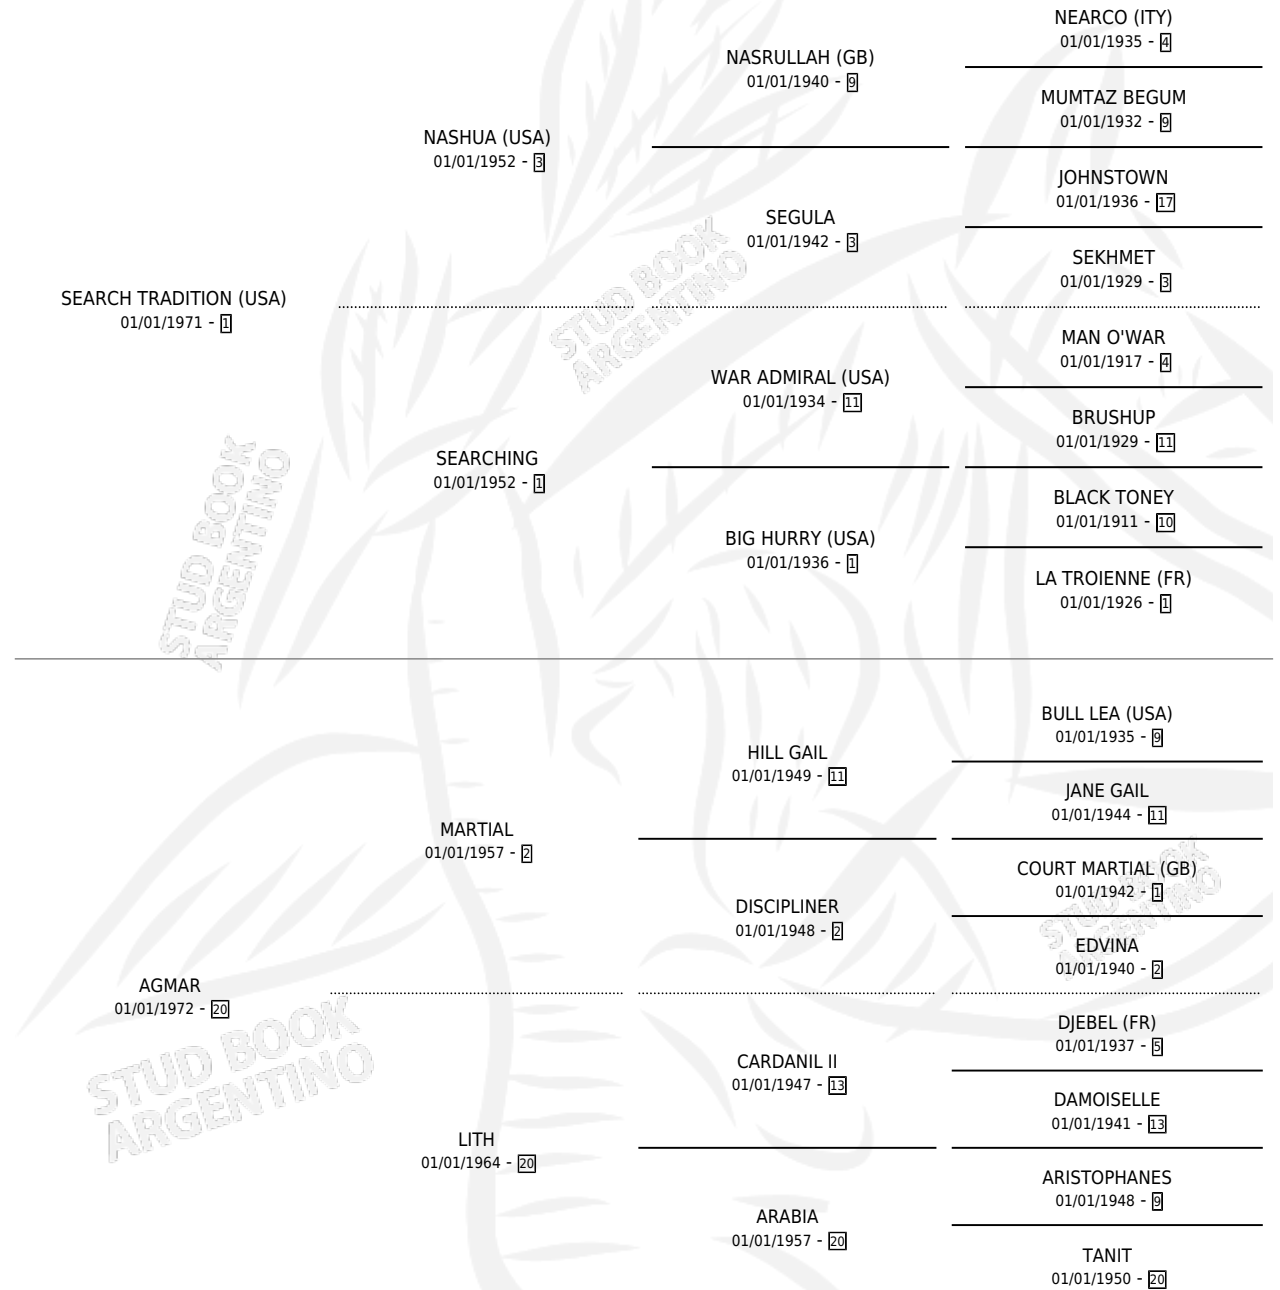 NEARCO (ITY)
01/01/1935 - 4
NASRULLAH (GB)
01/01/1940 - 9
MUMTAZ BEGUM
01/01/1932 - 9
NASHUA (USA)
01/01/1952 - 3
JOHNSTOWN
01/01/1936 - 17
SEGULA
01/01/1942 - 3
SEKHMET
01/01/1929 - 3
SEARCH TRADITION (USA)
01/01/1971 - 1
MAN O'WAR
01/01/1917 - 4
WAR ADMIRAL (USA)
01/01/1934 - 11
BRUSHUP
01/01/1929 - 11
SEARCHING
01/01/1952 - 1
BLACK TONEY
01/01/1911 - 10
BIG HURRY (USA)
01/01/1936 - 1
LA TROIENNE (FR)
01/01/1926 - 1
BULL LEA (USA)
01/01/1935 - 9
HILL GAIL
01/01/1949 - 11
JANE GAIL
01/01/1944 - 11
MARTIAL
01/01/1957 - 2
COURT MARTIAL (GB)
01/01/1942 - 1
DISCIPLINER
01/01/1948 - 2
EDVINA
01/01/1940 - 2
AGMAR
01/01/1972 - 20
DJEBEL (FR)
01/01/1937 - 5
CARDANIL II
01/01/1947 - 13
DAMOISELLE
01/01/1941 - 13
LITH
01/01/1964 - 20
ARISTOPHANES
01/01/1948 - 9
ARABIA
01/01/1957 - 20
TANIT
01/01/1950 - 20
STUD BOOK
ARGENTINO
STUD BOOK
ARGENTINO
STUD BOOK
ARGENTINO
STUD BOOK
ARGENTINO